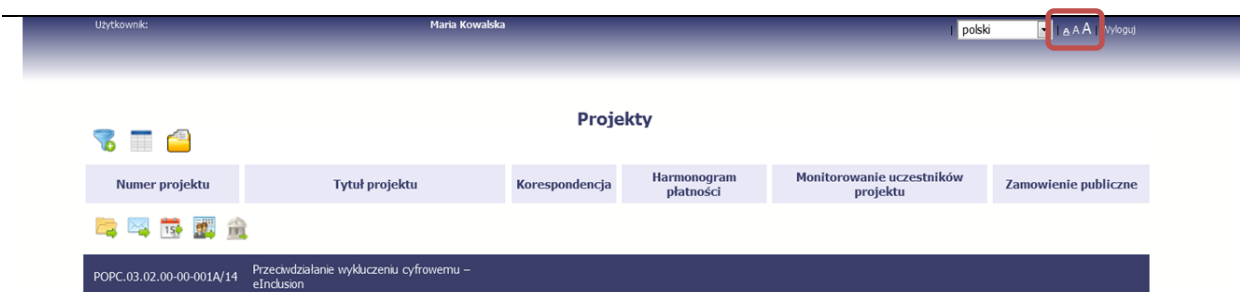 Użytkownik: Maria Kowalska | polski | A A A | Wyloguj
Projekty
Numer projektu Tytuł projektu Korespondencja Harmonogram płatności Monitorowanie uczestników projektu Zamowienie publiczne
15
POPC.03.02.00-00-001A/14 Przeciwdziałanie wykluczeniu cyfrowemu –
eInclusion